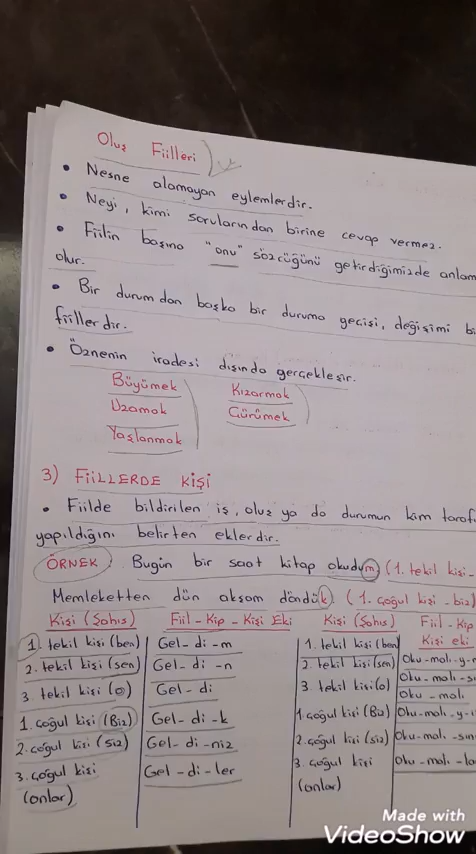 Oluş Fiilleri
• Nesne alamayan eylemlerdir.
• Neyi, kimi sorularından birine cevap vermez.
• Fiilin başına "onu" sözcüğünü getirdiğimizde anlam
olur.
• Bir durumdan başka bir duruma geçişi, değişimi
fiillerdir.
• Öznenin iradesi dışında gerçekleşir.
Büyümek Kızarmak
Uzamak Çürümek
Yaşlanmak
3) FİİLLERDE KİŞİ
• Fiilde bildirilen iş, oluş ya da durumun kim
yapıldığını belirten eklerdir.
ÖRNEK: Bugün bir saat kitap okudum (1. tekil kişi -
Memleketten dün akşam döndük (1. çoğul kişi - biz)
Kişi (Şahıs) Fiil - Kip - Kişi Eki Kişi (Şahıs) Fiil - Kip
Kişi eki
1. tekil kişi (ben) Gel - di - m 1. tekil kişi (ben) Oku - malı - y -
2. tekil kişi (sen) Gel - di - n 2. tekil kişi (sen) Oku - malı -
3. tekil kişi (o) Gel - di 3. tekil kişi (o) Oku - malı
1. çoğul kişi (Biz) Gel - di - k 1. çoğul kişi (Biz) Oku - malı - y -
2. çoğul kişi (siz) Gel - di - niz 2. çoğul kişi (siz) Oku - malı -
3. çoğul kişi Gel - di - ler 3. çoğul kişi Oku - malı -
(onlar) (onlar)
Made with
VideoShow